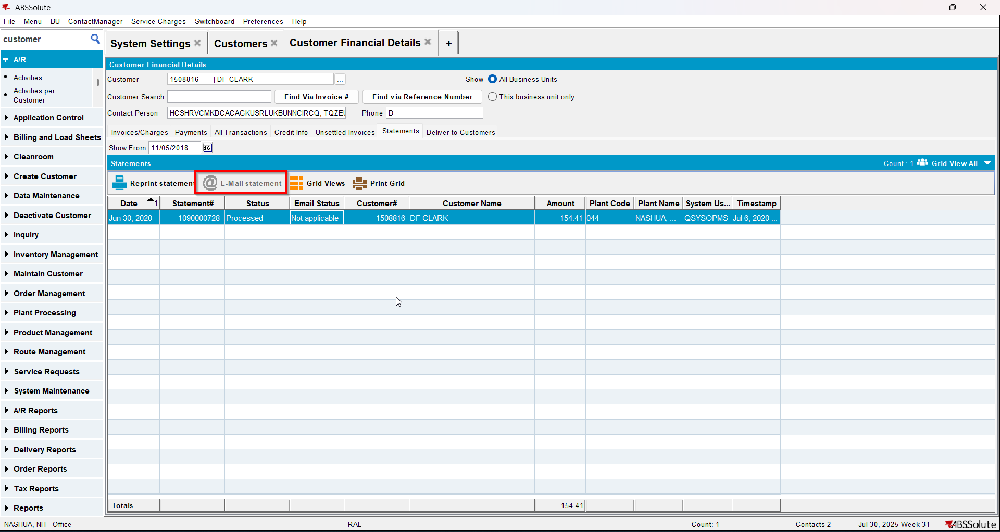 ABSSolute
File Menu BU ContactManager Service Charges Switchboard Preferences Help
customer
System Settings Customers Customer Financial Details +
A/R
Activities
Activities per
Customer
Application Control
Billing and Load Sheets
Cleanroom
Create Customer
Data Maintenance
Deactivate Customer
Inquiry
Inventory Management
Maintain Customer
Order Management
Plant Processing
Product Management
Route Management
Service Requests
System Maintenance
A/R Reports
Billing Reports
Delivery Reports
Order Reports
Tax Reports
Reports
Customer Financial Details
Customer 1508816 | DF CLARK ... Show All Business Units
Customer Search Find Via Invoice # Find via Reference Number This business unit only
Contact Person HCSHRVCMKDCACAGKUSRLUKBUNNCIRCQ, TQZEU Phone D
Invoices/Charges Payments All Transactions Credit Info Unsettled Invoices Statements Deliver to Customers
Show From 11/05/2018 16
Statements Count : 1 Grid View All
Reprint statement @ E-Mail statement Grid Views Print Grid
Date 1 Statement# Status Email Status Customer# Customer Name Amount Plant Code Plant Name System Us... Timestamp
Jun 30, 2020 1090000728 Processed Not applicable 1508816 DF CLARK 154.41 044 NASHUA, ... QSYSOPMS Jul 6, 2020 ...
Totals 154.41
NASHUA, NH - Office RAL Count: 1 Contacts 2 Jul 30, 2025 Week 31 ABSSolute